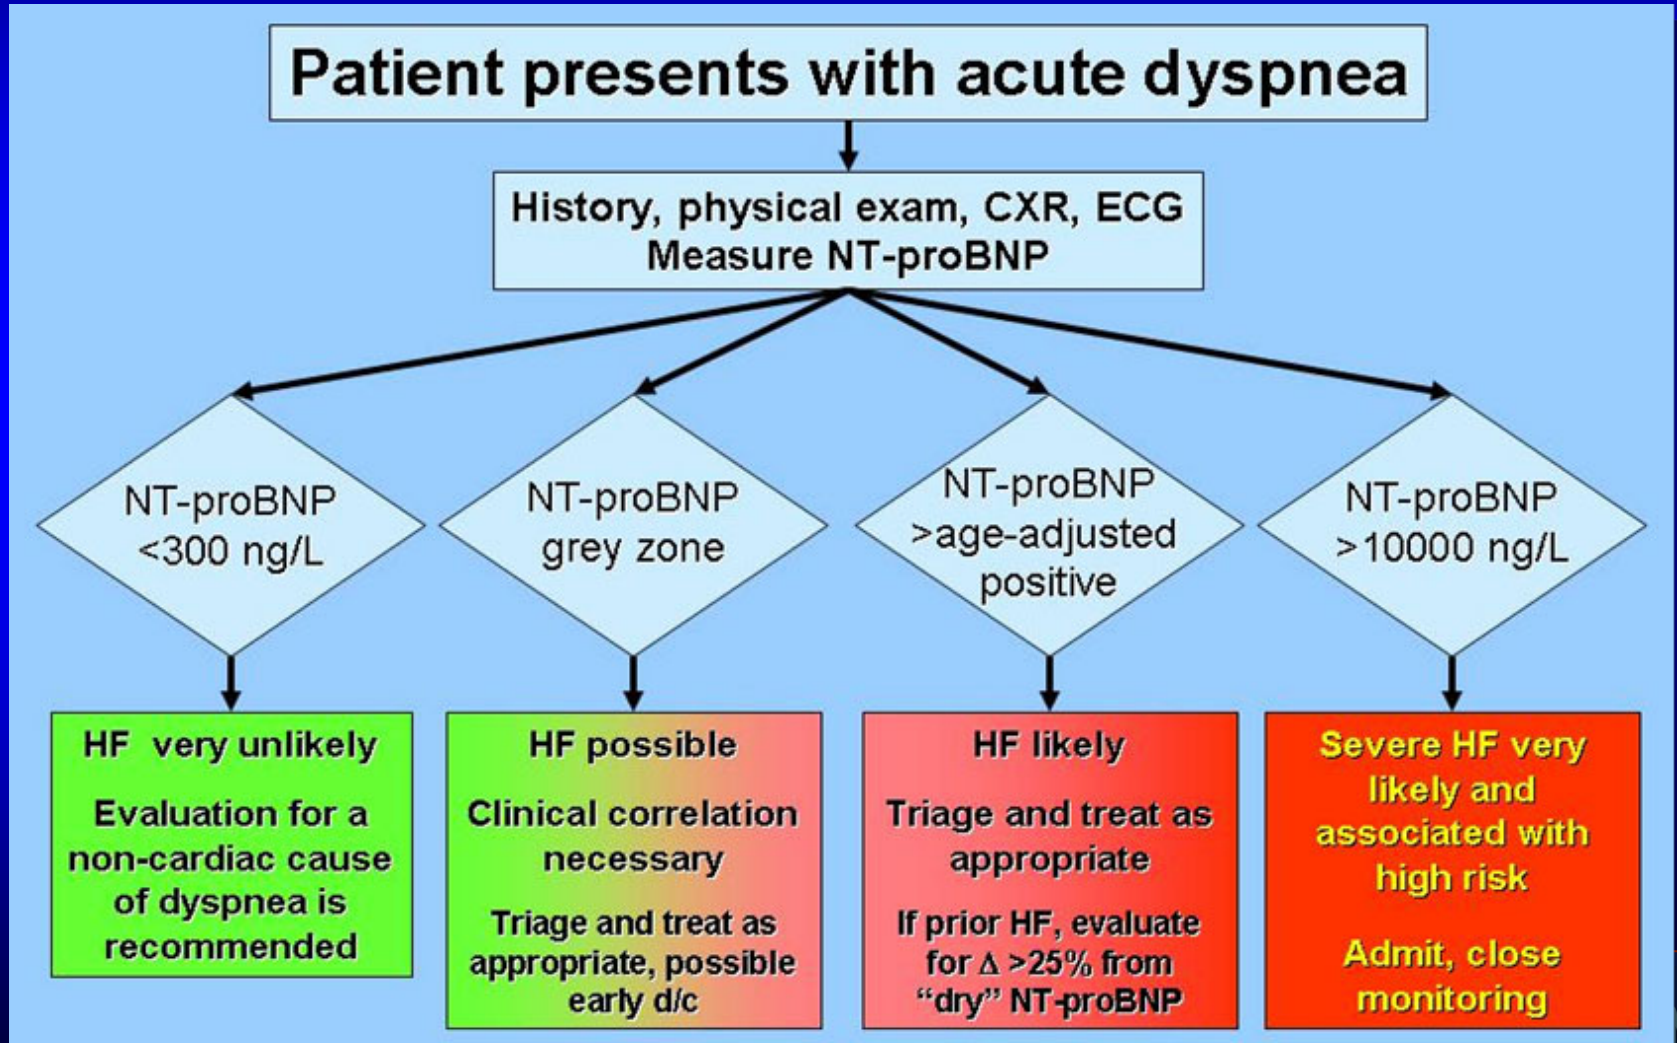 Patient presents with acute dyspnea
History, physical exam, CXR, ECG
Measure NT-proBNP
NT-proBNP
<300 ng/L
NT-proBNP
grey zone
NT-proBNP
>age-adjusted
positive
NT-proBNP
>10000 ng/L
HF very unlikely
Evaluation for a
non-cardiac cause
of dyspnea is
recommended
HF possible
Clinical correlation
necessary
Triage and treat as
appropriate, possible
early d/c
HF likely
Triage and treat as
appropriate
If prior HF, evaluate
for Δ >25% from
“dry” NT-proBNP
Severe HF very
likely and
associated with
high risk
Admit, close
monitoring